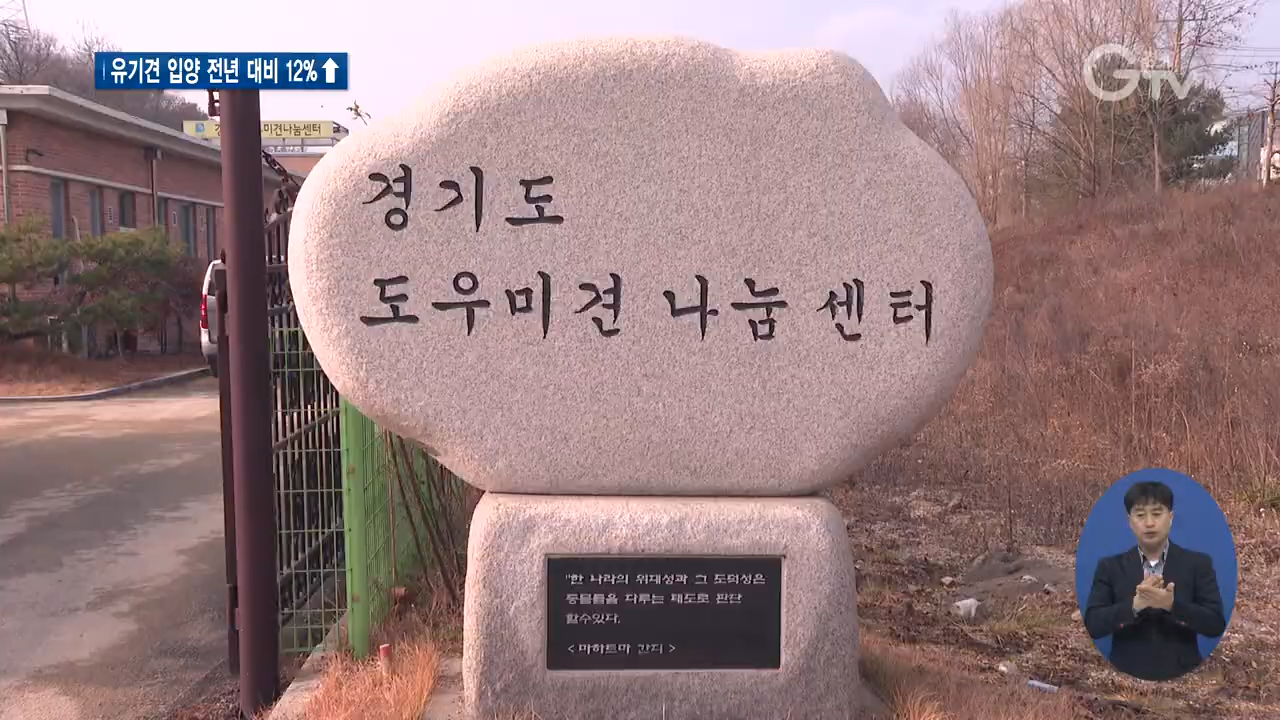 유기견 입양 전년 대비 12%⬆
GTV
미견나눔센터
경기도
도우미견 나눔 센터
"한 나라의 위대성과 그 도덕성은
동물들을 다루는 태도로 판단
할수있다.
<마하트마 간디>